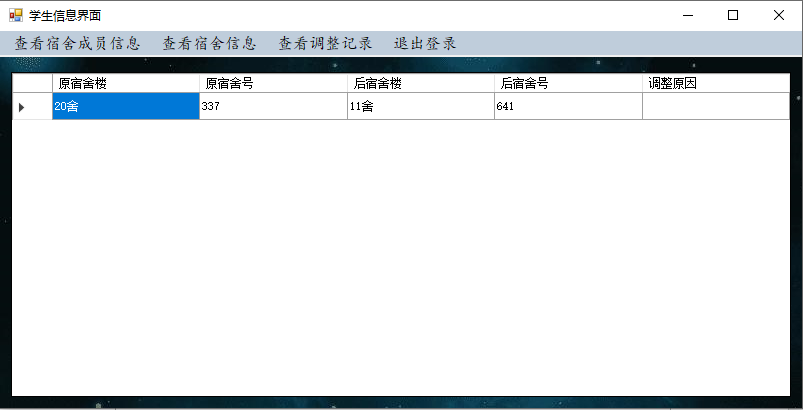 学生信息界面
查看宿舍成员信息 查看宿舍信息 查看调整记录 退出登录
原宿舍楼 原宿舍号 后宿舍楼 后宿舍号 调整原因
20舍 337 11舍 641